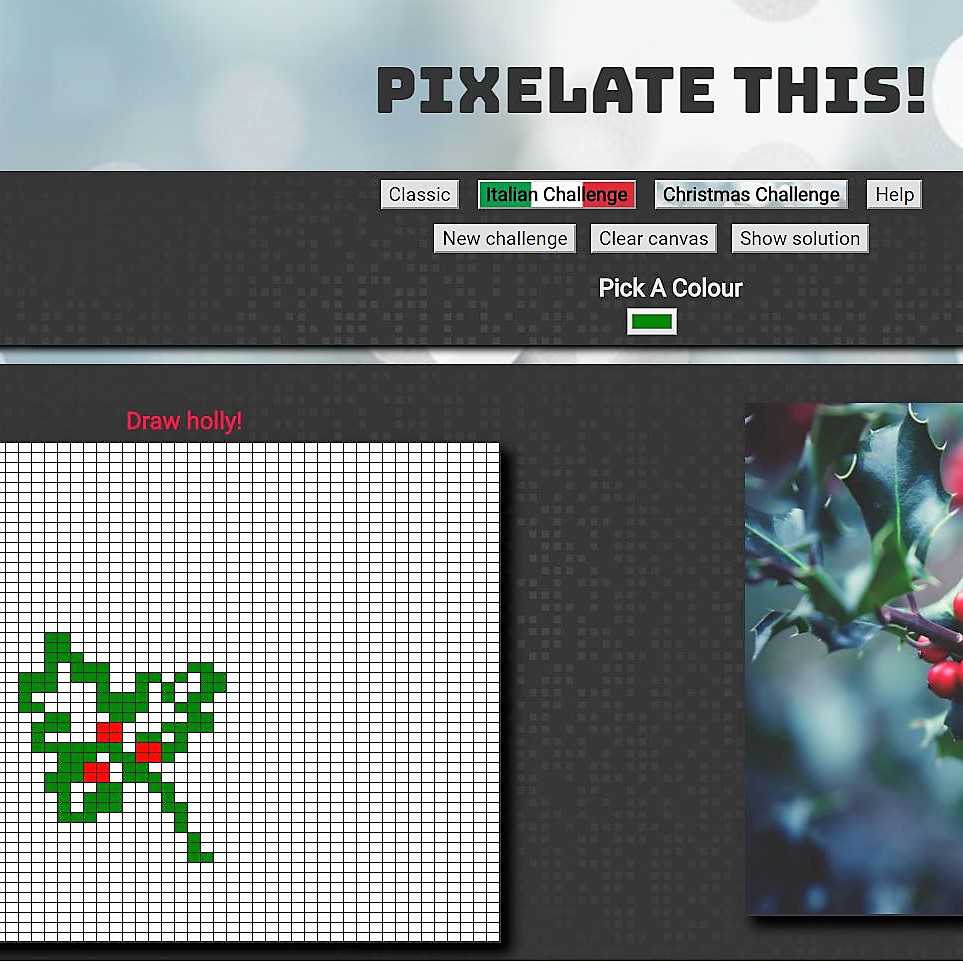 PIXELATE THIS!
Classic Italian Challenge Christmas Challenge Help
New challenge Clear canvas Show solution
Pick A Colour
Draw holly!